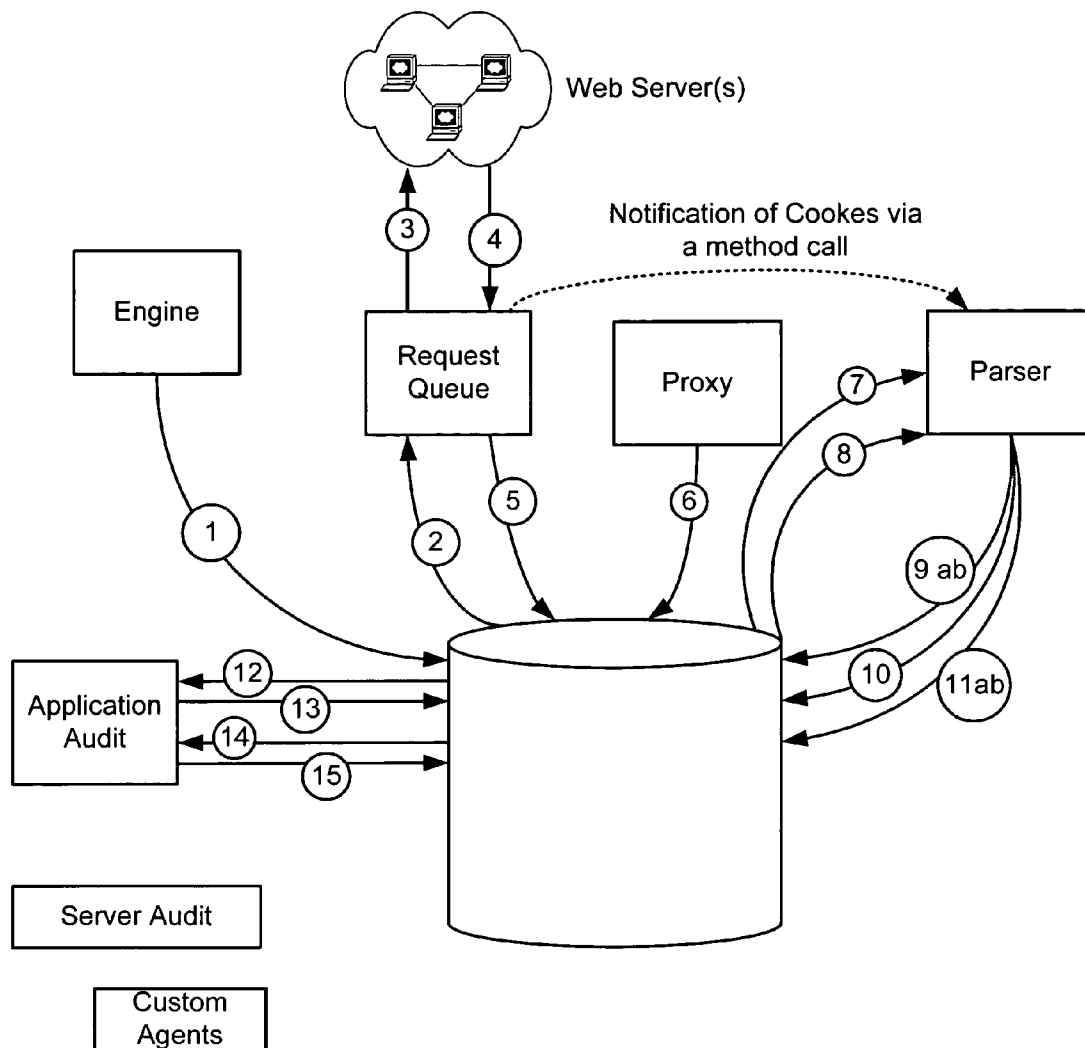 Web Server(s)
3
4
Notification of Cookes via
a method call
Engine
Request
Queue
Proxy
Parser
7
8
1
2
5
6
9 ab
10
11ab
12
13
14
15
Application
Audit
Server Audit
Custom
Agents